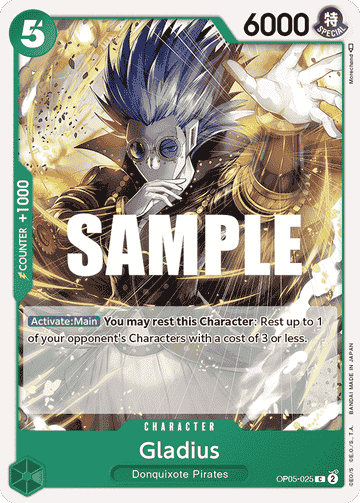 5
6000
特
SPECIAL
Morechand
COUNTER +1000
SAMPLE
Activate:Main You may rest this Character: Rest up to 1
of your opponent's Characters with a cost of 3 or less.
CHARACTER
Gladius
Donquixote Pirates
OP05-025 C 2
©E.O./S. ©E.O./S., T.A. BANDAI MADE IN JAPAN